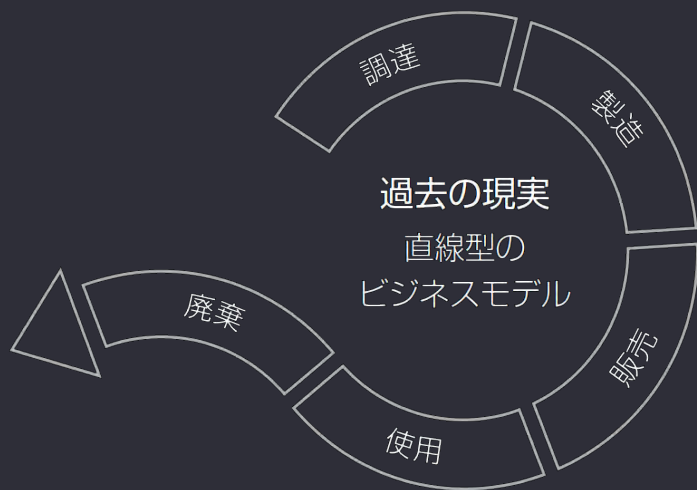 調達
製造
過去の現実
直線型の
ビジネスモデル
販売
使用
廃棄